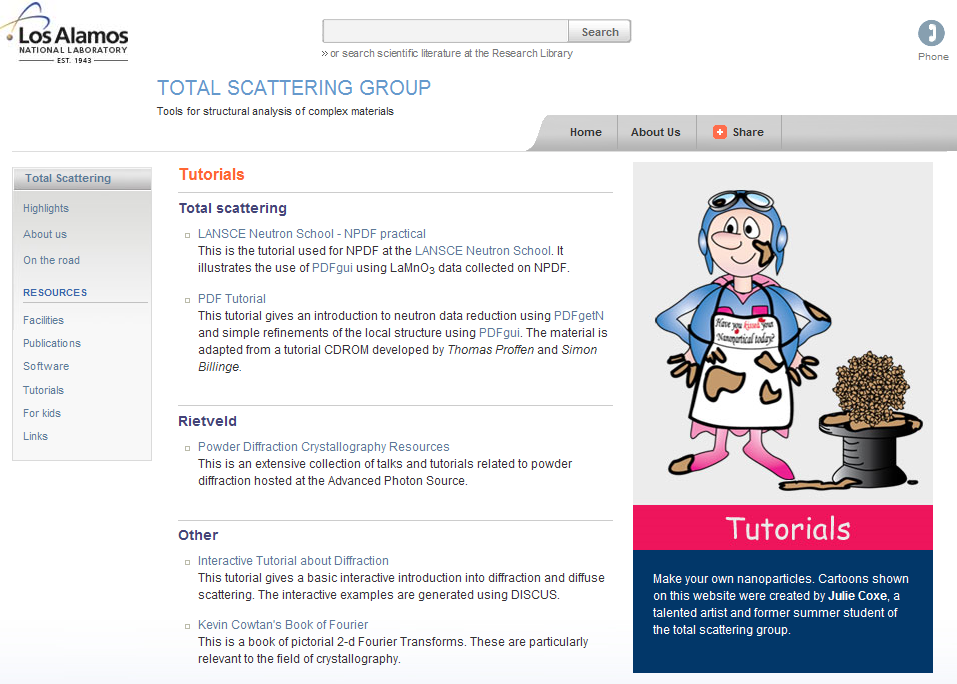 Los Alamos
NATIONAL LABORATORY
EST. 1943
Search
» or search scientific literature at the Research Library
Phone
TOTAL SCATTERING GROUP
Tools for structural analysis of complex materials
Home
About Us
Share
Total Scattering
Highlights
About us
On the road
RESOURCES
Facilities
Publications
Software
Tutorials
For kids
Links
Tutorials
Total scattering
LANSCE Neutron School - NPDF practical
This is the tutorial used for NPDF at the LANSCE Neutron School. It
illustrates the use of PDFgui using LaMnO3 data collected on NPDF.
PDF Tutorial
This tutorial gives an introduction to neutron data reduction using PDFgetN
and simple refinements of the local structure using PDFgui. The material is
adapted from a tutorial CDROM developed by Thomas Proffen and Simon
Billinge.
Rietveld
Powder Diffraction Crystallography Resources
This is an extensive collection of talks and tutorials related to powder
diffraction hosted at the Advanced Photon Source.
Other
Interactive Tutorial about Diffraction
This tutorial gives a basic interactive introduction into diffraction and diffuse
scattering. The interactive examples are generated using DISCUS.
Kevin Cowtan's Book of Fourier
This is a book of pictorial 2-d Fourier Transforms. These are particularly
relevant to the field of crystallography.
Have you kissed your
Nanopartical today?
Tutorials
Make your own nanoparticles. Cartoons shown
on this website were created by Julie Coxe, a
talented artist and former summer student of
the total scattering group.